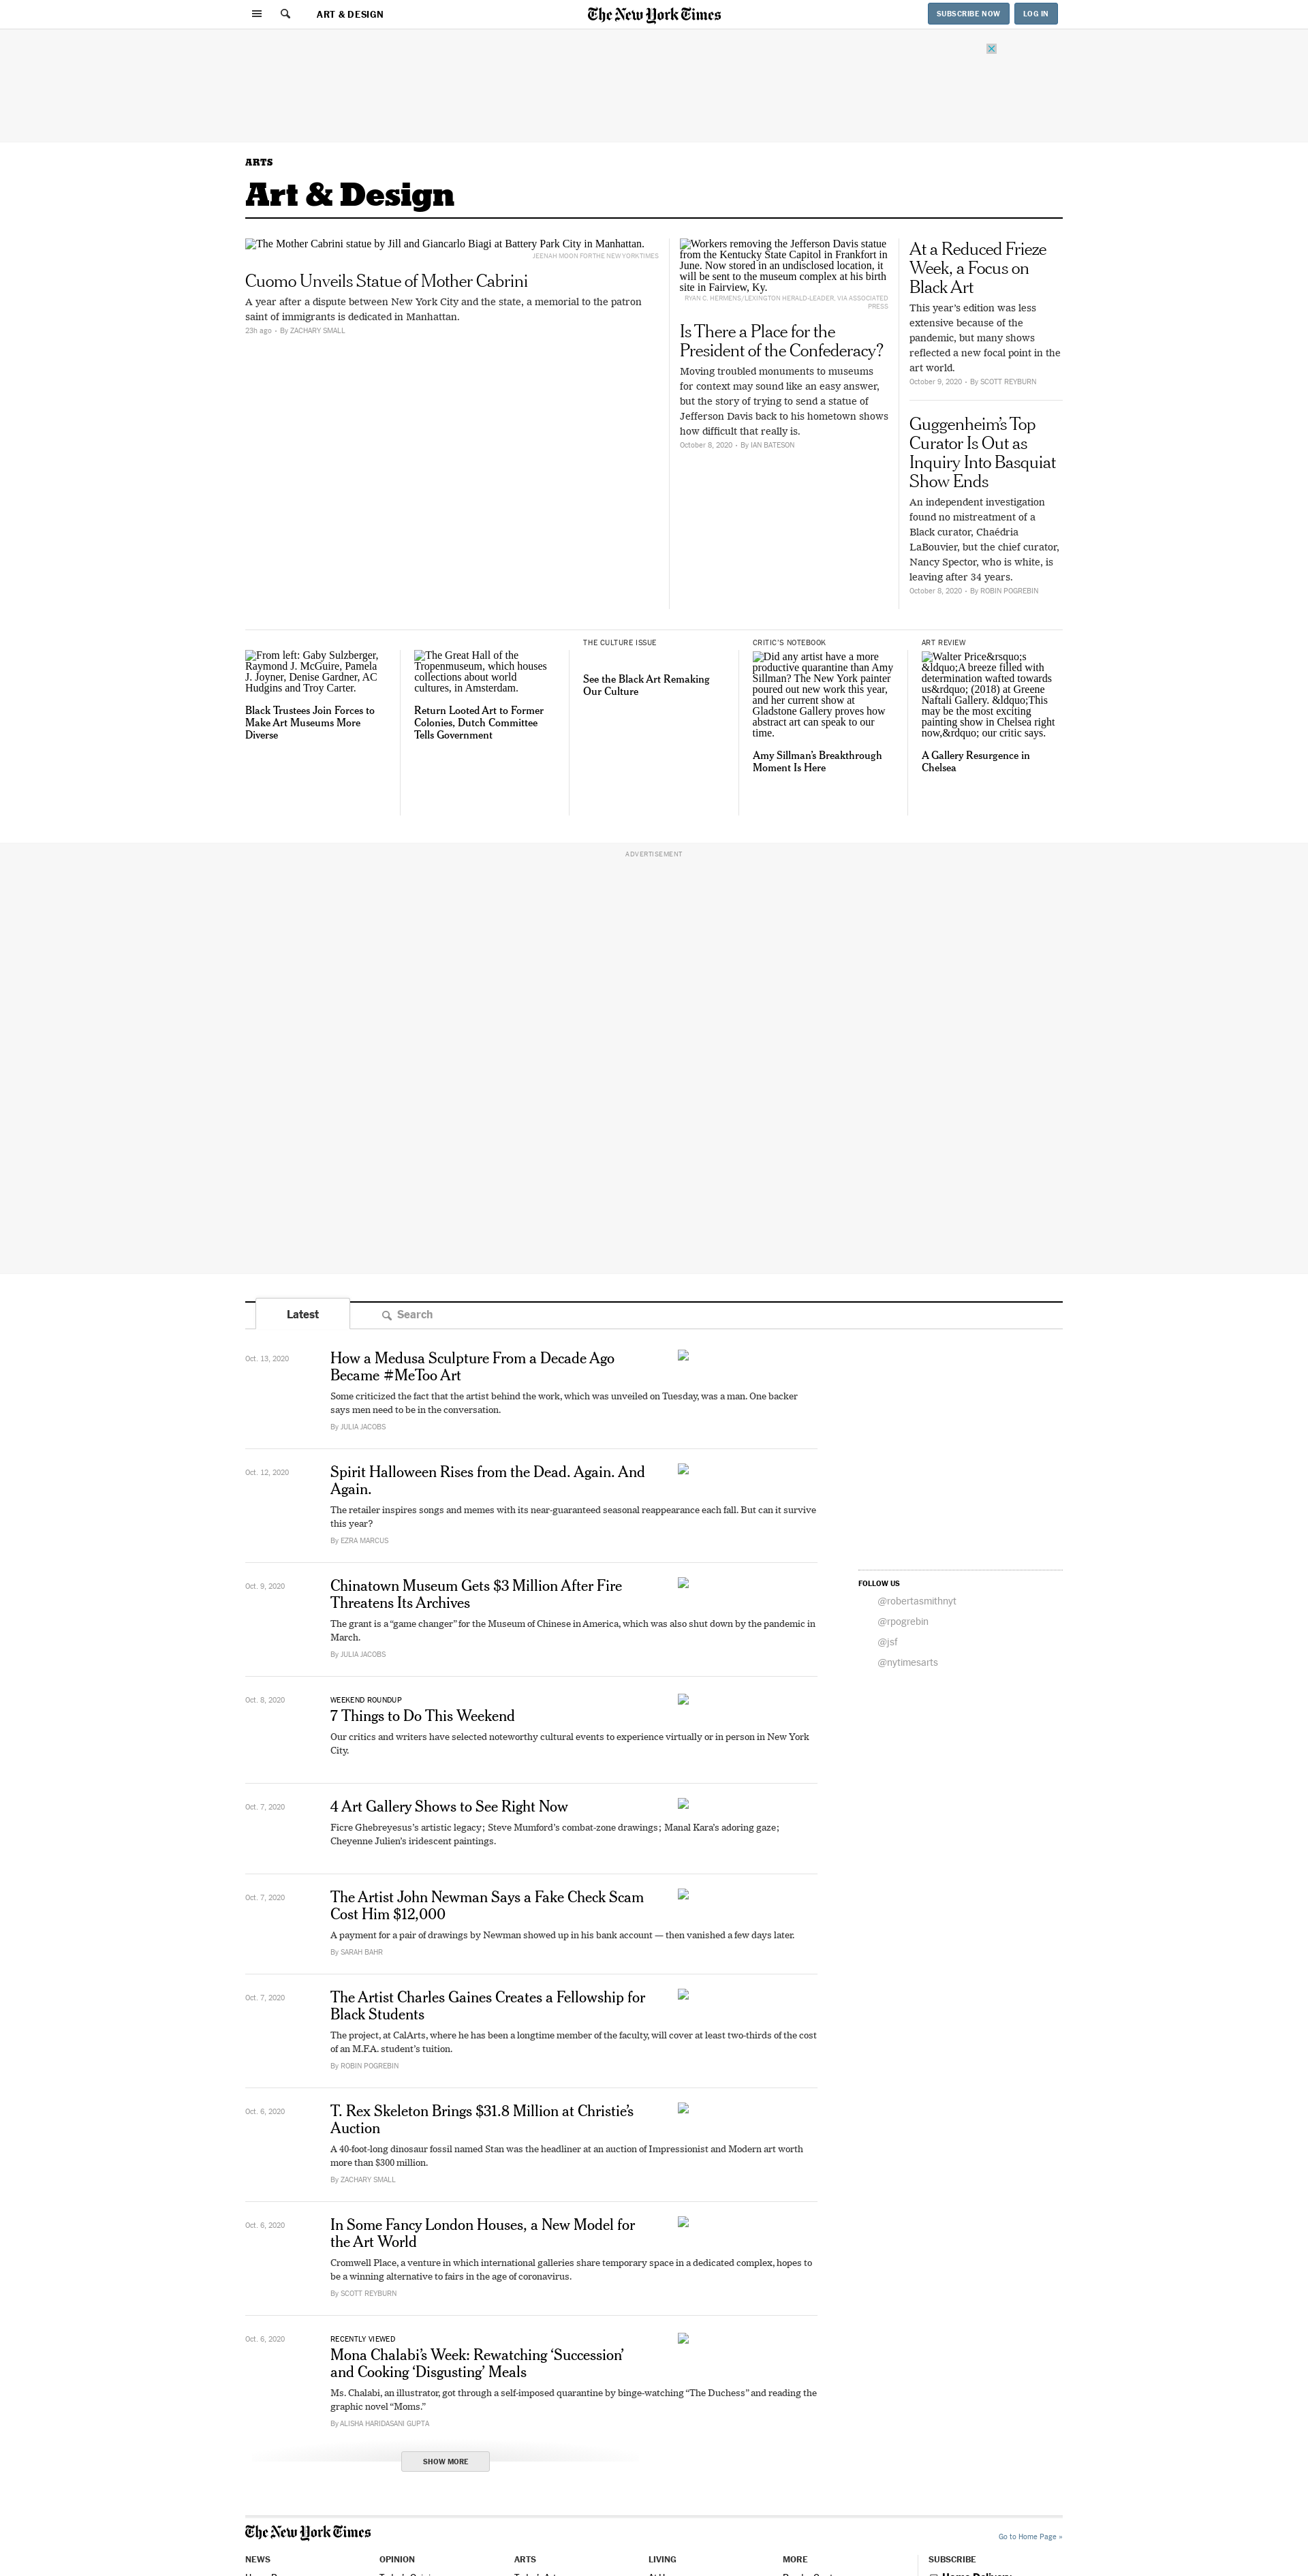 ART & DESIGN
The New York Times
SUBSCRIBE NOW
LOG IN
ARTS
Art & Design
The Mother Cabrini statue by Jill and Giancarlo Biagi at Battery Park City in Manhattan.
JEENAH MOON FOR THE NEW YORK TIMES
Cuomo Unveils Statue of Mother Cabrini
A year after a dispute between New York City and the state, a memorial to the patron
saint of immigrants is dedicated in Manhattan.
23h ago · By ZACHARY SMALL
Workers removing the Jefferson Davis statue
from the Kentucky State Capitol in Frankfort in
June. Now stored in an undisclosed location, it
will be sent to the museum complex at his birth
site in Fairview, Ky.
RYAN C. HERMENS/LEXINGTON HERALD-LEADER, VIA ASSOCIATED
PRESS
Is There a Place for the
President of the Confederacy?
Moving troubled monuments to museums
for context may sound like an easy answer,
but the story of trying to send a statue of
Jefferson Davis back to his hometown shows
how difficult that really is.
October 8, 2020 · By IAN BATESON
At a Reduced Frieze
Week, a Focus on
Black Art
This year’s edition was less
extensive because of the
pandemic, but many shows
reflected a new focal point in the
art world.
October 9, 2020 · By SCOTT REYBURN
Guggenheim’s Top
Curator Is Out as
Inquiry Into Basquiat
Show Ends
An independent investigation
found no mistreatment of a
Black curator, Chaédria
LaBouvier, but the chief curator,
Nancy Spector, who is white, is
leaving after 34 years.
October 8, 2020 · By ROBIN POGREBIN
From left: Gaby Sulzberger,
Raymond J. McGuire, Pamela
J. Joyner, Denise Gardner, AC
Hudgins and Troy Carter.
Black Trustees Join Forces to
Make Art Museums More
Diverse
The Great Hall of the
Tropenmuseum, which houses
collections about world
cultures, in Amsterdam.
Return Looted Art to Former
Colonies, Dutch Committee
Tells Government
THE CULTURE ISSUE
See the Black Art Remaking
Our Culture
CRITIC’S NOTEBOOK
Did any artist have a more
productive quarantine than Amy
Sillman? The New York painter
poured out new work this year,
and her current show at
Gladstone Gallery proves how
abstract art can speak to our
time.
Amy Sillman’s Breakthrough
Moment Is Here
ART REVIEW
Walter Price&rsquo;s
&ldquo;A breeze filled with
determination wafted towards
us&rdquo; (2018) at Greene
Naftali Gallery. &ldquo;This
may be the most exciting
painting show in Chelsea right
now,&rdquo; our critic says.
A Gallery Resurgence in
Chelsea
ADVERTISEMENT
Latest
Search
Oct. 13, 2020
How a Medusa Sculpture From a Decade Ago
Became #MeToo Art
Some criticized the fact that the artist behind the work, which was unveiled on Tuesday, was a man. One backer
says men need to be in the conversation.
By JULIA JACOBS
Oct. 12, 2020
Spirit Halloween Rises from the Dead. Again. And
Again.
The retailer inspires songs and memes with its near-guaranteed seasonal reappearance each fall. But can it survive
this year?
By EZRA MARCUS
Oct. 9, 2020
Chinatown Museum Gets $3 Million After Fire
Threatens Its Archives
The grant is a “game changer” for the Museum of Chinese in America, which was also shut down by the pandemic in
March.
By JULIA JACOBS
FOLLOW US
@robertasmithnyt
@rpogrebin
@jsf
@nytimesarts
Oct. 8, 2020
WEEKEND ROUNDUP
7 Things to Do This Weekend
Our critics and writers have selected noteworthy cultural events to experience virtually or in person in New York
City.
Oct. 7, 2020
4 Art Gallery Shows to See Right Now
Ficre Ghebreyesus’s artistic legacy; Steve Mumford’s combat-zone drawings; Manal Kara’s adoring gaze;
Cheyenne Julien’s iridescent paintings.
Oct. 7, 2020
The Artist John Newman Says a Fake Check Scam
Cost Him $12,000
A payment for a pair of drawings by Newman showed up in his bank account — then vanished a few days later.
By SARAH BAHR
Oct. 7, 2020
The Artist Charles Gaines Creates a Fellowship for
Black Students
The project, at CalArts, where he has been a longtime member of the faculty, will cover at least two-thirds of the cost
of an M.F.A. student’s tuition.
By ROBIN POGREBIN
Oct. 6, 2020
T. Rex Skeleton Brings $31.8 Million at Christie’s
Auction
A 40-foot-long dinosaur fossil named Stan was the headliner at an auction of Impressionist and Modern art worth
more than $300 million.
By ZACHARY SMALL
Oct. 6, 2020
In Some Fancy London Houses, a New Model for
the Art World
Cromwell Place, a venture in which international galleries share temporary space in a dedicated complex, hopes to
be a winning alternative to fairs in the age of coronavirus.
By SCOTT REYBURN
Oct. 6, 2020
RECENTLY VIEWED
Mona Chalabi’s Week: Rewatching ‘Succession’
and Cooking ‘Disgusting’ Meals
Ms. Chalabi, an illustrator, got through a self-imposed quarantine by binge-watching “The Duchess” and reading the
graphic novel “Moms.”
By ALISHA HARIDASANI GUPTA
SHOW MORE
The New York Times
Go to Home Page »
NEWS
OPINION
ARTS
LIVING
MORE
SUBSCRIBE